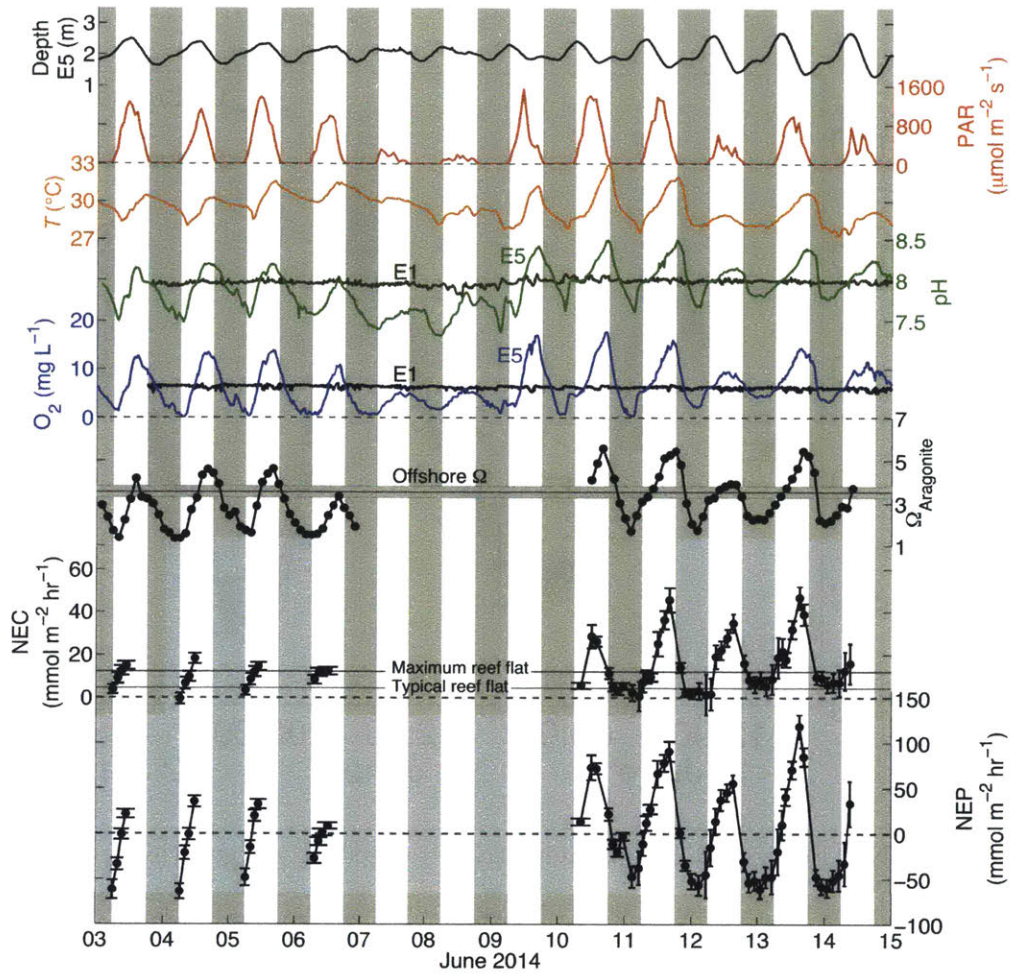 Depth
E5 (m)
3
2
1
1600
800
0
PAR
(μmol m−2 s−1)
T (°C)
33
30
27
E1
E5
8.5
8
7.5
pH
O2 (mg L−1)
20
10
0
E1
E5
Offshore Ω
7
5
3
1
Ω Aragonite
NEC
(mmol m−2 hr−1)
60
40
20
0
Maximum reef flat
Typical reef flat
150
100
50
0
−50
−100
NEP
(mmol m−2 hr−1)
03 04 05 06 07 08 09 10 11 12 13 14 15
June 2014